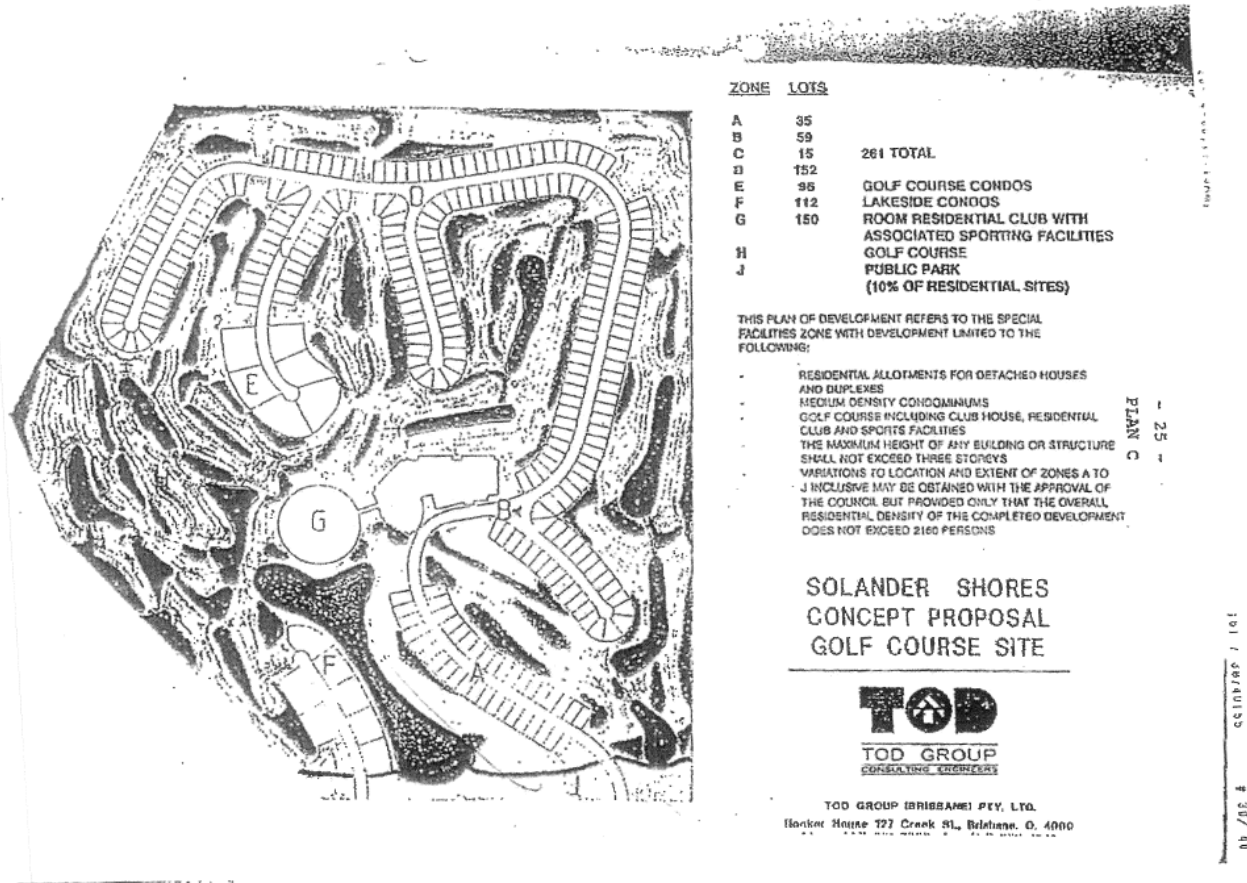 ZONE LOTS
A 35
B 59
C 15 261 TOTAL
D 152
E 96 GOLF COURSE CONDOS
F 112 LAKESIDE CONDOS
G 150 ROOM RESIDENTIAL CLUB WITH
ASSOCIATED SPORTING FACILITIES
H GOLF COURSE
J PUBLIC PARK
(10% OF RESIDENTIAL SITES)
THIS PLAN OF DEVELOPMENT REFERS TO THE SPECIAL
FACILITIES ZONE WITH DEVELOPMENT LIMITED TO THE
FOLLOWING:
- RESIDENTIAL ALLOTMENTS FOR DETACHED HOUSES
AND DUPLEXES
- MEDIUM DENSITY CONDOMINIUMS
- GOLF COURSE INCLUDING CLUB HOUSE, RESIDENTIAL
CLUB AND SPORTS FACILITIES
- THE MAXIMUM HEIGHT OF ANY BUILDING OR STRUCTURE
SHALL NOT EXCEED THREE STOREYS
- VARIATIONS TO LOCATION AND EXTENT OF ZONES A TO
J INCLUSIVE MAY BE OBTAINED WITH THE APPROVAL OF
THE COUNCIL BUT PROVIDED ONLY THAT THE OVERALL
RESIDENTIAL DENSITY OF THE COMPLETED DEVELOPMENT
DOES NOT EXCEED 2160 PERSONS
- 25 -
PLAN C
SOLANDER SHORES
CONCEPT PROPOSAL
GOLF COURSE SITE
TOD
TOD GROUP
CONSULTING ENGINEERS
TOD GROUP (BRISBANE) PTY. LTD.
House 127 Creek St., Brisbane. Q. 4000
D
C
E
H
G
B
A
F
J